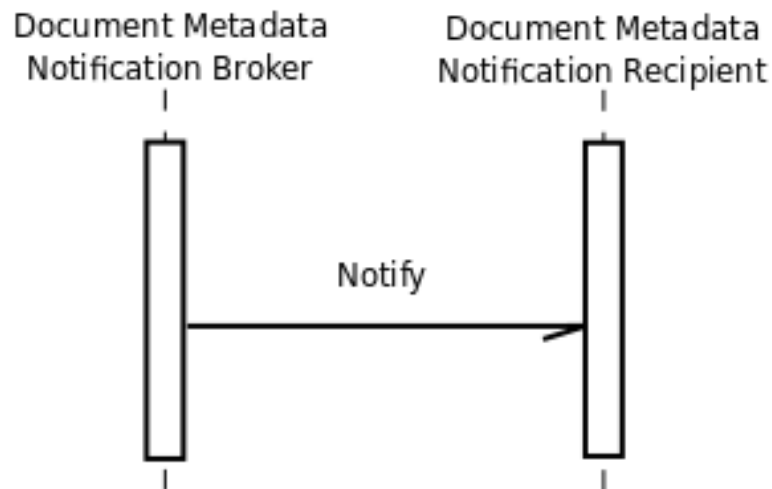 Document Metadata
Notification Broker
Document Metadata
Notification Recipient
Notify